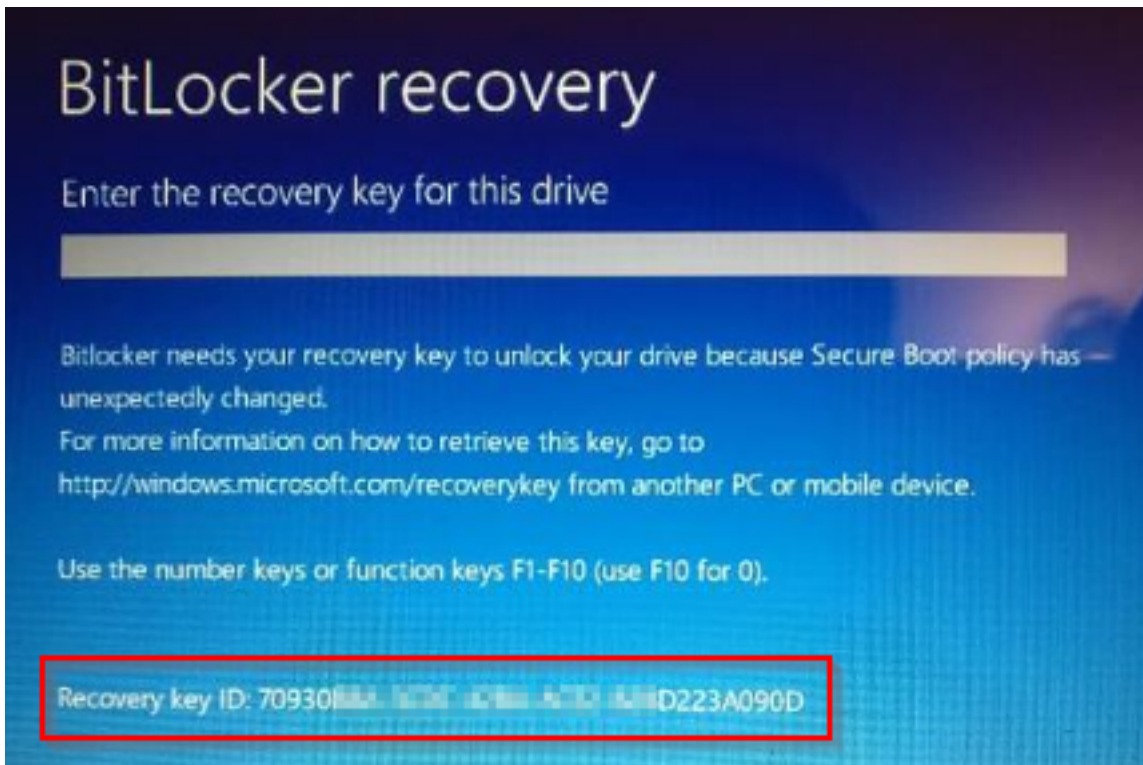 BitLocker recovery
Enter the recovery key for this drive
Bitlocker needs your recovery key to unlock your drive because Secure Boot policy has
unexpectedly changed.
For more information on how to retrieve this key, go to
http://windows.microsoft.com/recoverykey from another PC or mobile device.
Use the number keys or function keys F1-F10 (use F10 for 0).
Recovery key ID: 70930 D223A090D